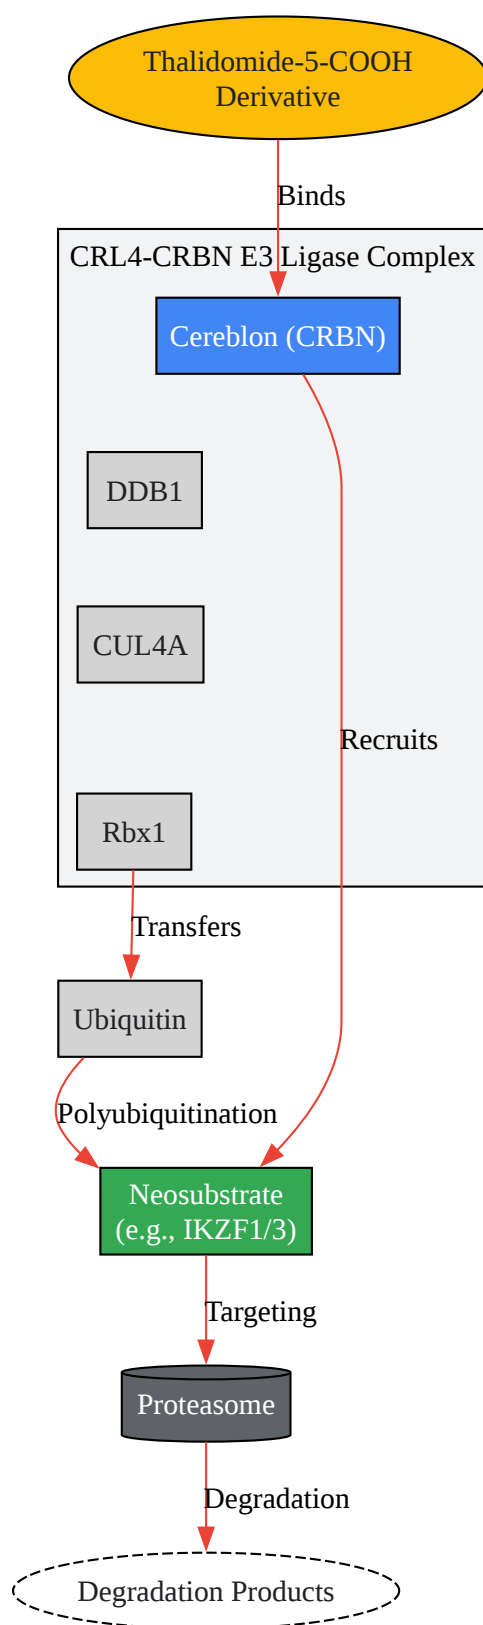 Thalidomide-5-COOH
Derivative
Binds
CRL4-CRBN E3 Ligase Complex
Cereblon (CRBN)
DDB1
CUL4A
Recruits
Rbx1
Transfers
Ubiquitin
Polyubiquitination
Neosubstrate
(e.g., IKZF1/3)
Targeting
Proteasome
Degradation
Degradation Products